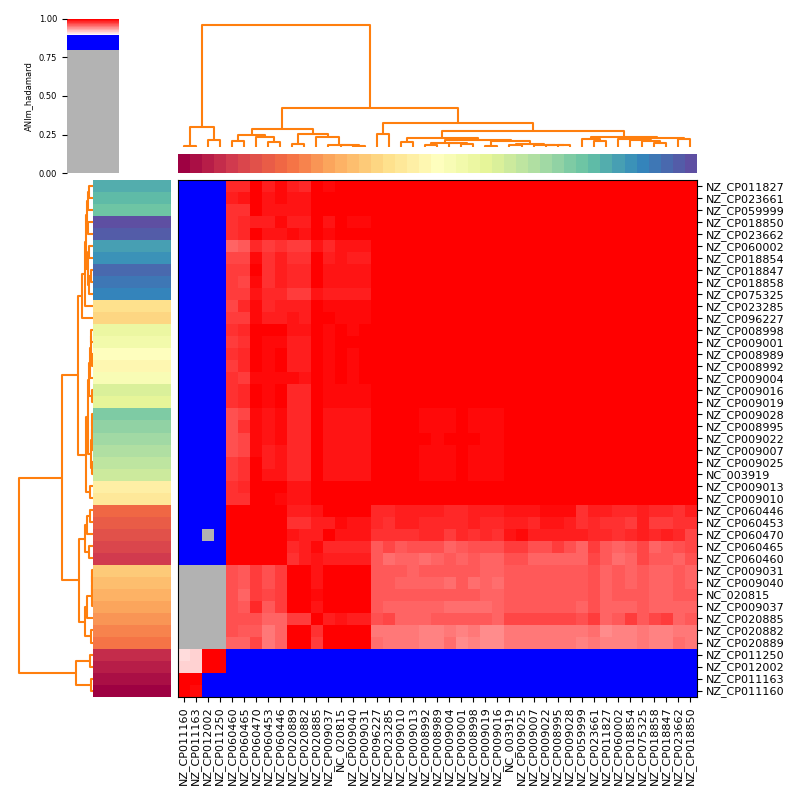 1.00
0.75
0.50
0.25
0.00
ANIm_hadamard
NZ_CP011827
NZ_CP023661
NZ_CP059999
NZ_CP018850
NZ_CP023662
NZ_CP060002
NZ_CP018854
NZ_CP018847
NZ_CP018858
NZ_CP075325
NZ_CP023285
NZ_CP096227
NZ_CP008998
NZ_CP009001
NZ_CP008989
NZ_CP008992
NZ_CP009004
NZ_CP009016
NZ_CP009019
NZ_CP009028
NZ_CP008995
NZ_CP009022
NZ_CP009007
NZ_CP009025
NC_003919
NZ_CP009013
NZ_CP009010
NZ_CP060446
NZ_CP060453
NZ_CP060470
NZ_CP060465
NZ_CP060460
NZ_CP009031
NZ_CP009040
NC_020815
NZ_CP009037
NZ_CP020885
NZ_CP020882
NZ_CP020889
NZ_CP011250
NZ_CP012002
NZ_CP011163
NZ_CP011160
NZ_CP011160
NZ_CP011163
NZ_CP012002
NZ_CP011250
NZ_CP060460
NZ_CP060465
NZ_CP060470
NZ_CP060453
NZ_CP060446
NZ_CP020889
NZ_CP020882
NZ_CP020885
NZ_CP009037
NC_020815
NZ_CP009040
NZ_CP009031
NZ_CP096227
NZ_CP023285
NZ_CP009010
NZ_CP009013
NZ_CP008992
NZ_CP008989
NZ_CP009004
NZ_CP009001
NZ_CP008998
NZ_CP009019
NZ_CP009016
NC_003919
NZ_CP009025
NZ_CP009007
NZ_CP009022
NZ_CP008995
NZ_CP009028
NZ_CP059999
NZ_CP023661
NZ_CP011827
NZ_CP060002
NZ_CP018854
NZ_CP075325
NZ_CP018858
NZ_CP018847
NZ_CP023662
NZ_CP018850